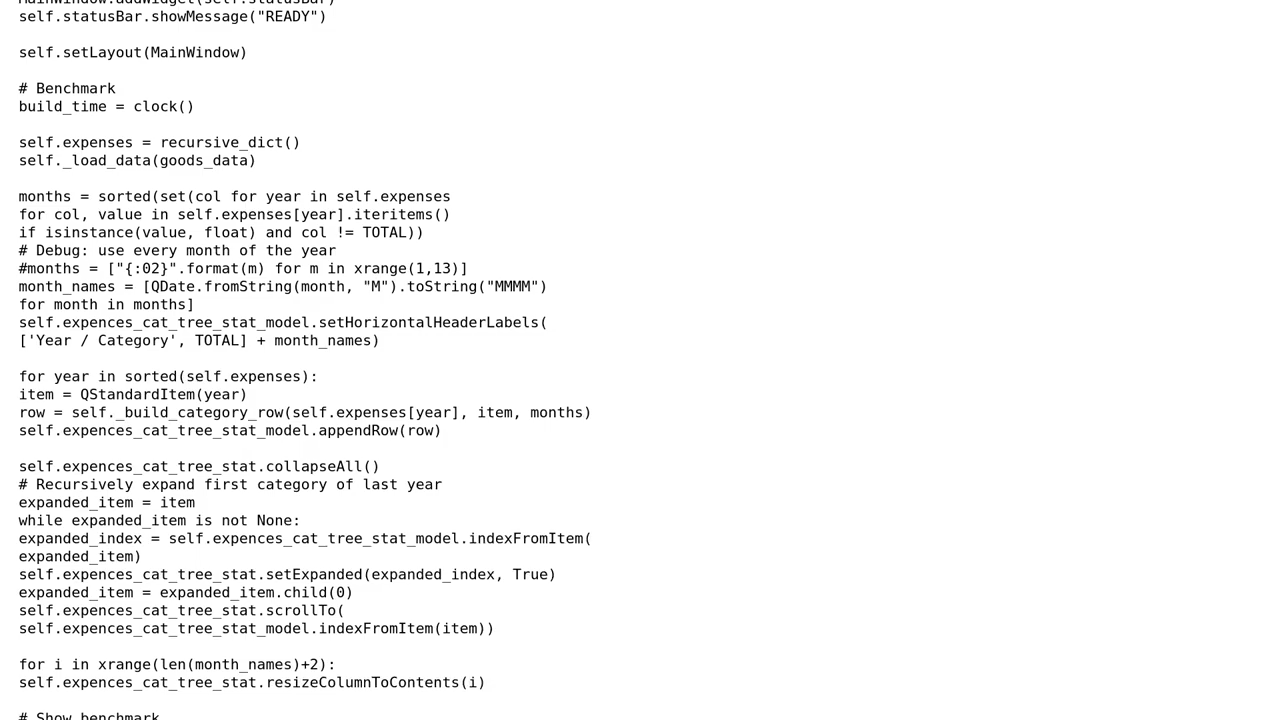 MainWindow.addWidget(self.statusBar)
self.statusBar.showMessage("READY")

self.setLayout(MainWindow)

# Benchmark
build_time = clock()

self.expenses = recursive_dict()
self._load_data(goods_data)

months = sorted(set(col for year in self.expenses
for col, value in self.expenses[year].iteritems()
if isinstance(value, float) and col != TOTAL))
# Debug: use every month of the year
#months = ["{:02}".format(m) for m in xrange(1,13)]
month_names = [QDate.fromString(month, "M").toString("MMMM")
for month in months]
self.expences_cat_tree_stat_model.setHorizontalHeaderLabels(
['Year / Category', TOTAL] + month_names)

for year in sorted(self.expenses):
item = QStandardItem(year)
row = self._build_category_row(self.expenses[year], item, months)
self.expences_cat_tree_stat_model.appendRow(row)

self.expences_cat_tree_stat.collapseAll()
# Recursively expand first category of last year
expanded_item = item
while expanded_item is not None:
expanded_index = self.expences_cat_tree_stat_model.indexFromItem(
expanded_item)
self.expences_cat_tree_stat.setExpanded(expanded_index, True)
expanded_item = expanded_item.child(0)
self.expences_cat_tree_stat.scrollTo(
self.expences_cat_tree_stat_model.indexFromItem(item))

for i in xrange(len(month_names)+2):
self.expences_cat_tree_stat.resizeColumnToContents(i)

# Show benchmark